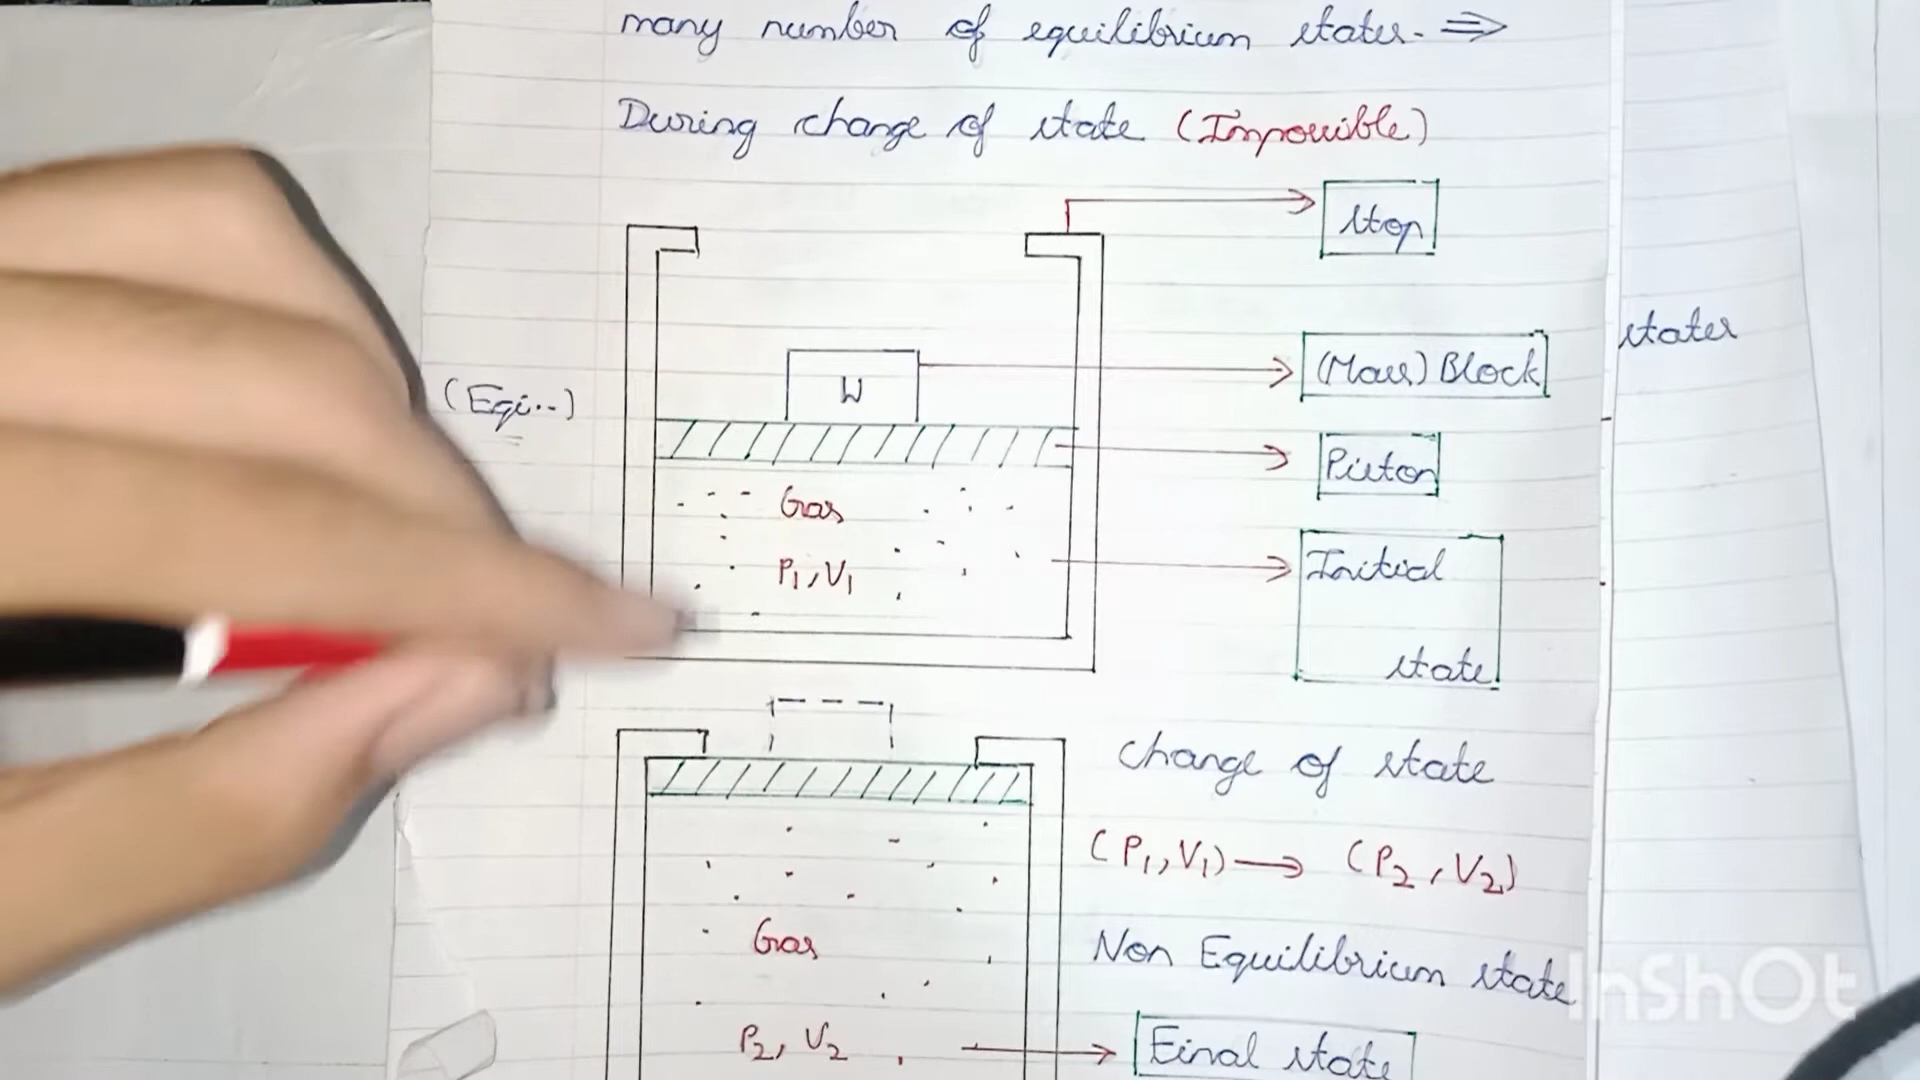 many number of equilibrium states. ⇒
During change of state (Impossible)
Stop
states
(Mass) Block
(Eqi..)
W
Piston
Gas
P₁, V₁
Initial
state
Change of state
(P₁, V₁) → (P₂, V₂)
Gas
Non Equilibrium state
InShOt
P₂, V₂
Final state